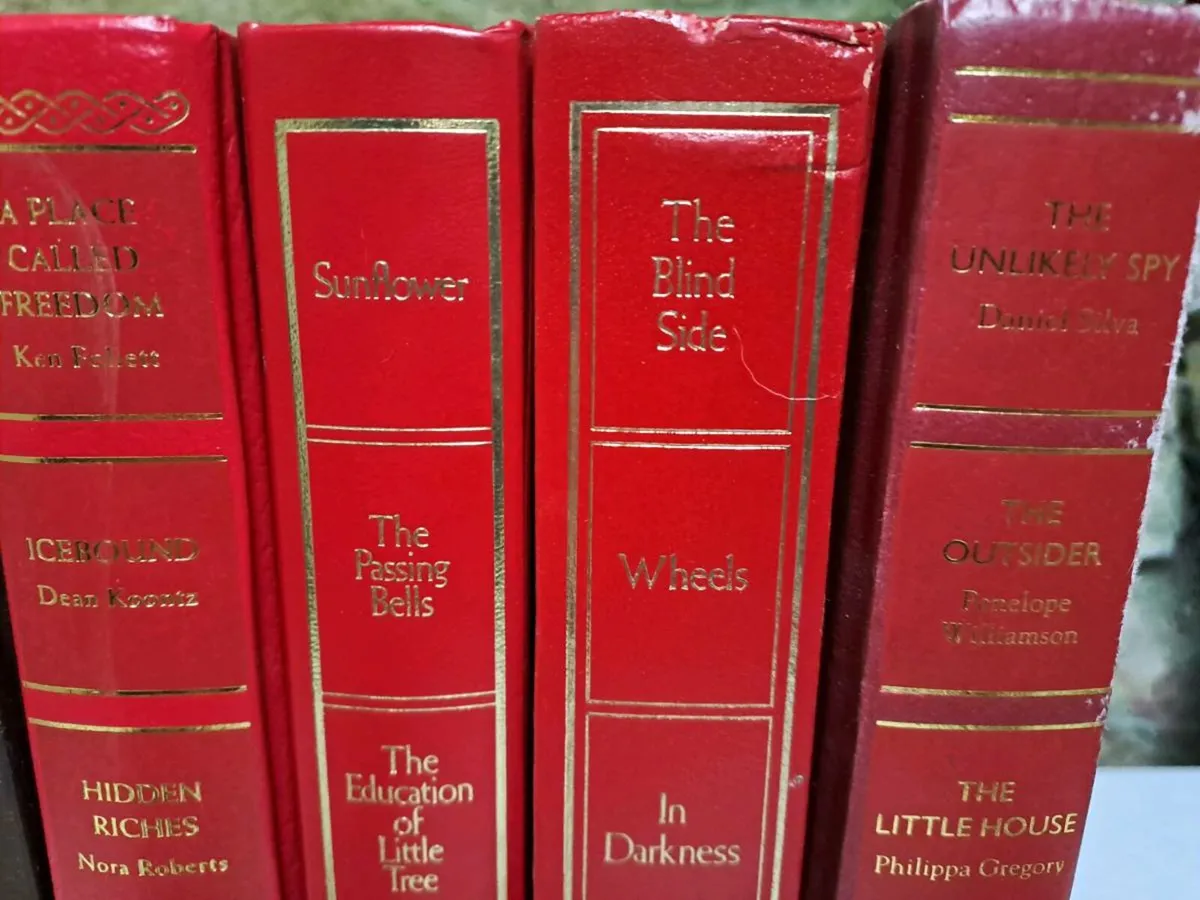 A PLACE
CALLED
FREEDOM
Ken Follett
ICEBOUND
Dean Koontz
HIDDEN
RICHES
Nora Roberts
Sunflower
The
Passing
Bells
The
Education
of
Little
Tree
The
Blind
Side
Wheels
In
Darkness
THE
UNLIKELY SPY
Daniel Silva
THE
OUTSIDER
Penelope
Williamson
THE
LITTLE HOUSE
Philippa Gregory